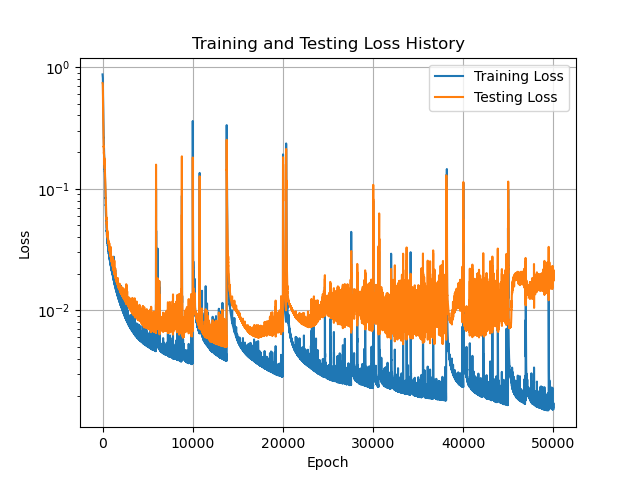 Training and Testing Loss History
Training Loss
Testing Loss
10⁰
10⁻¹
10⁻²
Loss
0 10000 20000 30000 40000 50000
Epoch